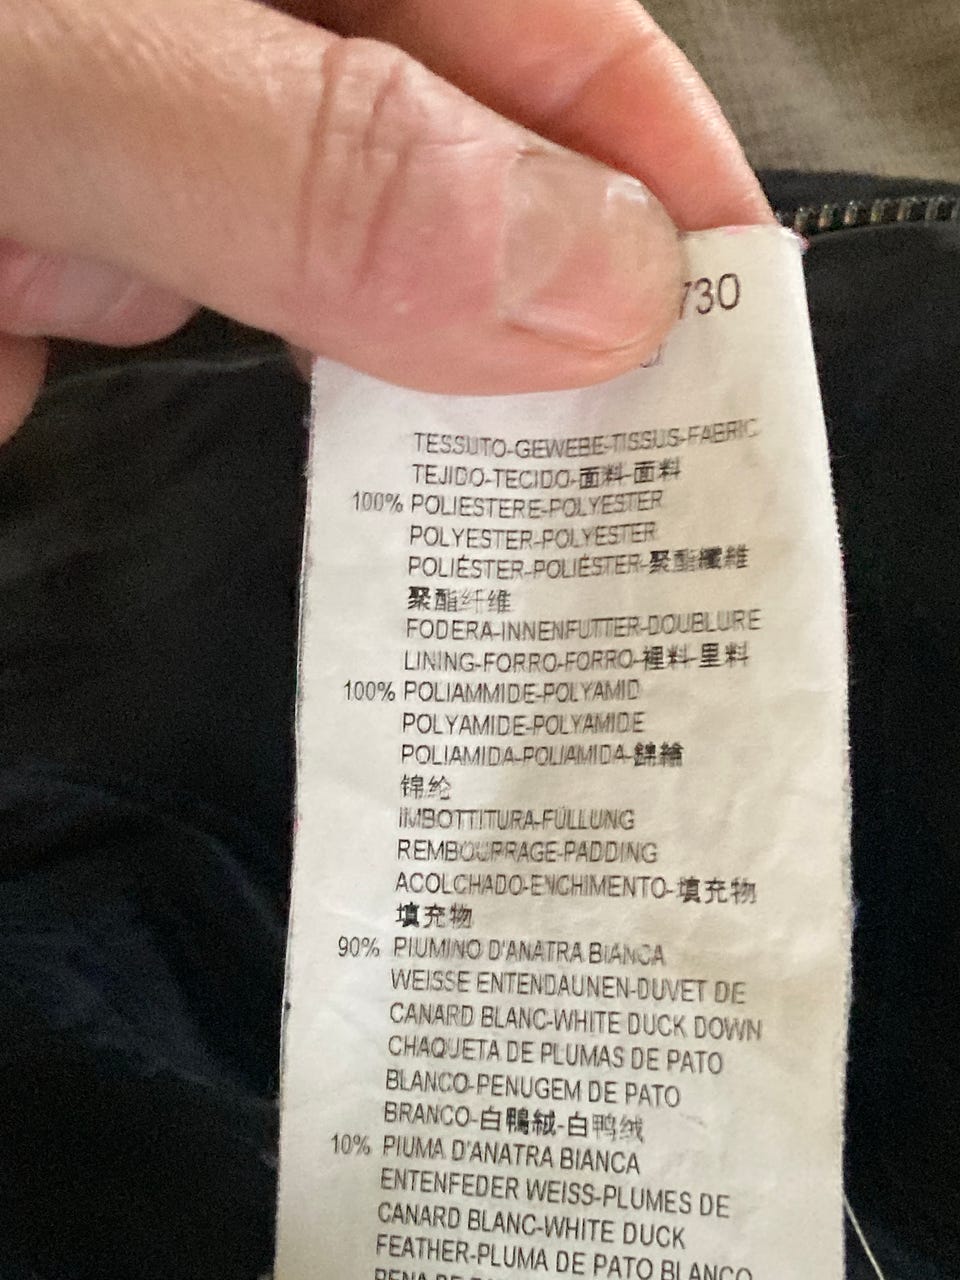 730
TESSUTO-GEWEBE-TISSUS-FABRIC
TEJIDO-TECIDO-面料-面料
100% POLIESTERE-POLYESTER
POLYESTER-POLYESTER
POLIÉSTER-POLIÉSTER-聚酯纖維
聚酯纤维
FODERA-INNENFUTTER-DOUBLURE
LINING-FORRO-FORRO-裡料-里料
100% POLIAMMIDE-POLYAMID
POLYAMIDE-POLYAMIDE
POLIAMIDA-POLIAMIDA-錦綸
锦纶
IMBOTTITURA-FÜLLUNG
REMBOURRAGE-PADDING
ACOLCHADO-ENCHIMENTO-填充物
填充物
90% PIUMINO D'ANATRA BIANCA
WEISSE ENTENDAUNEN-DUVET DE
CANARD BLANC-WHITE DUCK DOWN
CHAQUETA DE PLUMAS DE PATO
BLANCO-PENUGEM DE PATO
BRANCO-白鴨絨-白鸭绒
10% PIUMA D'ANATRA BIANCA
ENTENFEDER WEISS-PLUMES DE
CANARD BLANC-WHITE DUCK
FEATHER-PLUMA DE PATO BLANCO